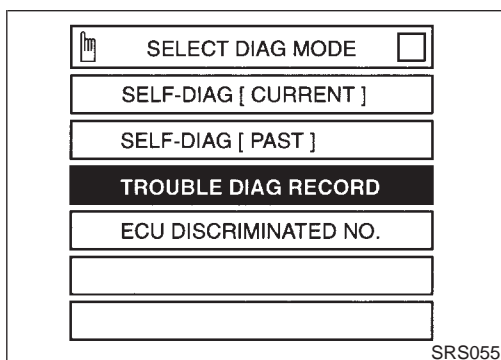 SELECT DIAG MODE
SELF-DIAG [ CURRENT ]
SELF-DIAG [ PAST ]
TROUBLE DIAG RECORD
ECU DISCRIMINATED NO.
SRS055